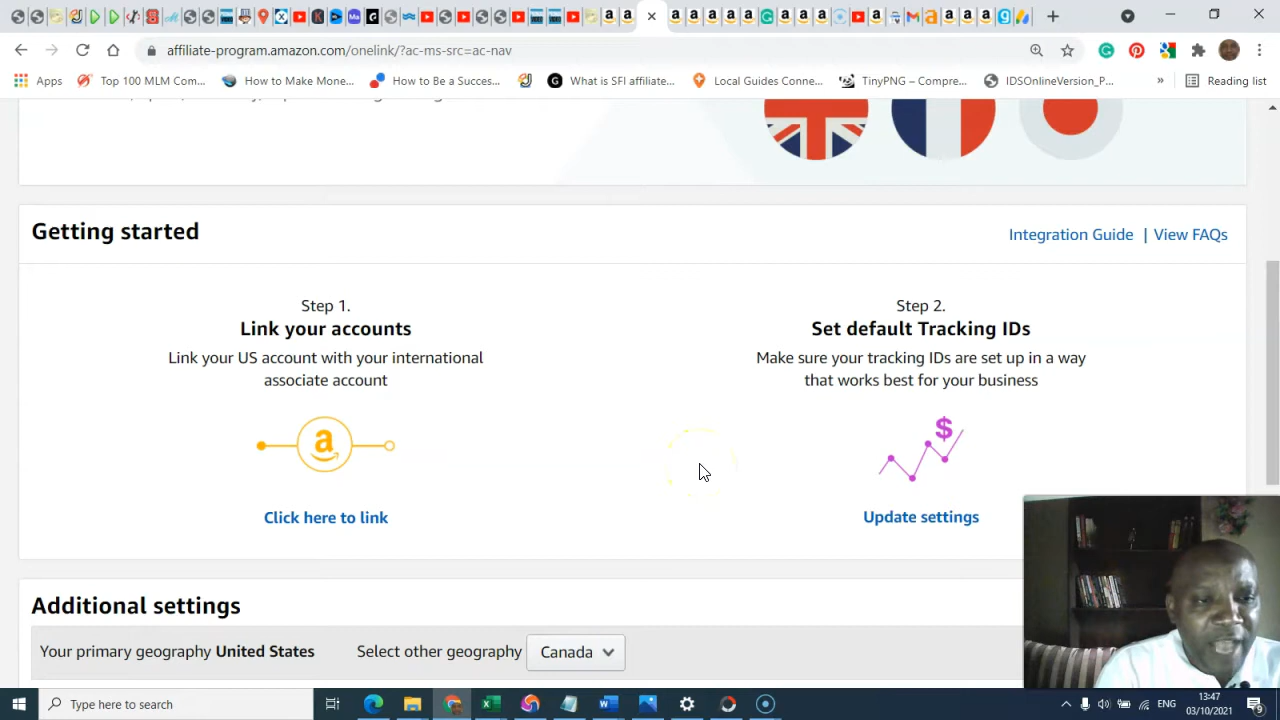 affiliate-program.amazon.com/onelink/?ac-ms-src=ac-nav
Apps
Top 100 MLM Com...
How to Make Mone...
How to Be a Succes...
What is SFI affiliate...
Local Guides Conne...
TinyPNG – Compre...
IDSOnlineVersion_P...
»
Reading list
Getting started
Integration Guide | View FAQs
Step 1.
Link your accounts
Link your US account with your international
associate account
Click here to link
Step 2.
Set default Tracking IDs
Make sure your tracking IDs are set up in a way
that works best for your business
Update settings
Additional settings
Your primary geography United States
Select other geography
Canada
Type here to search
ENG
13:47
03/10/2021